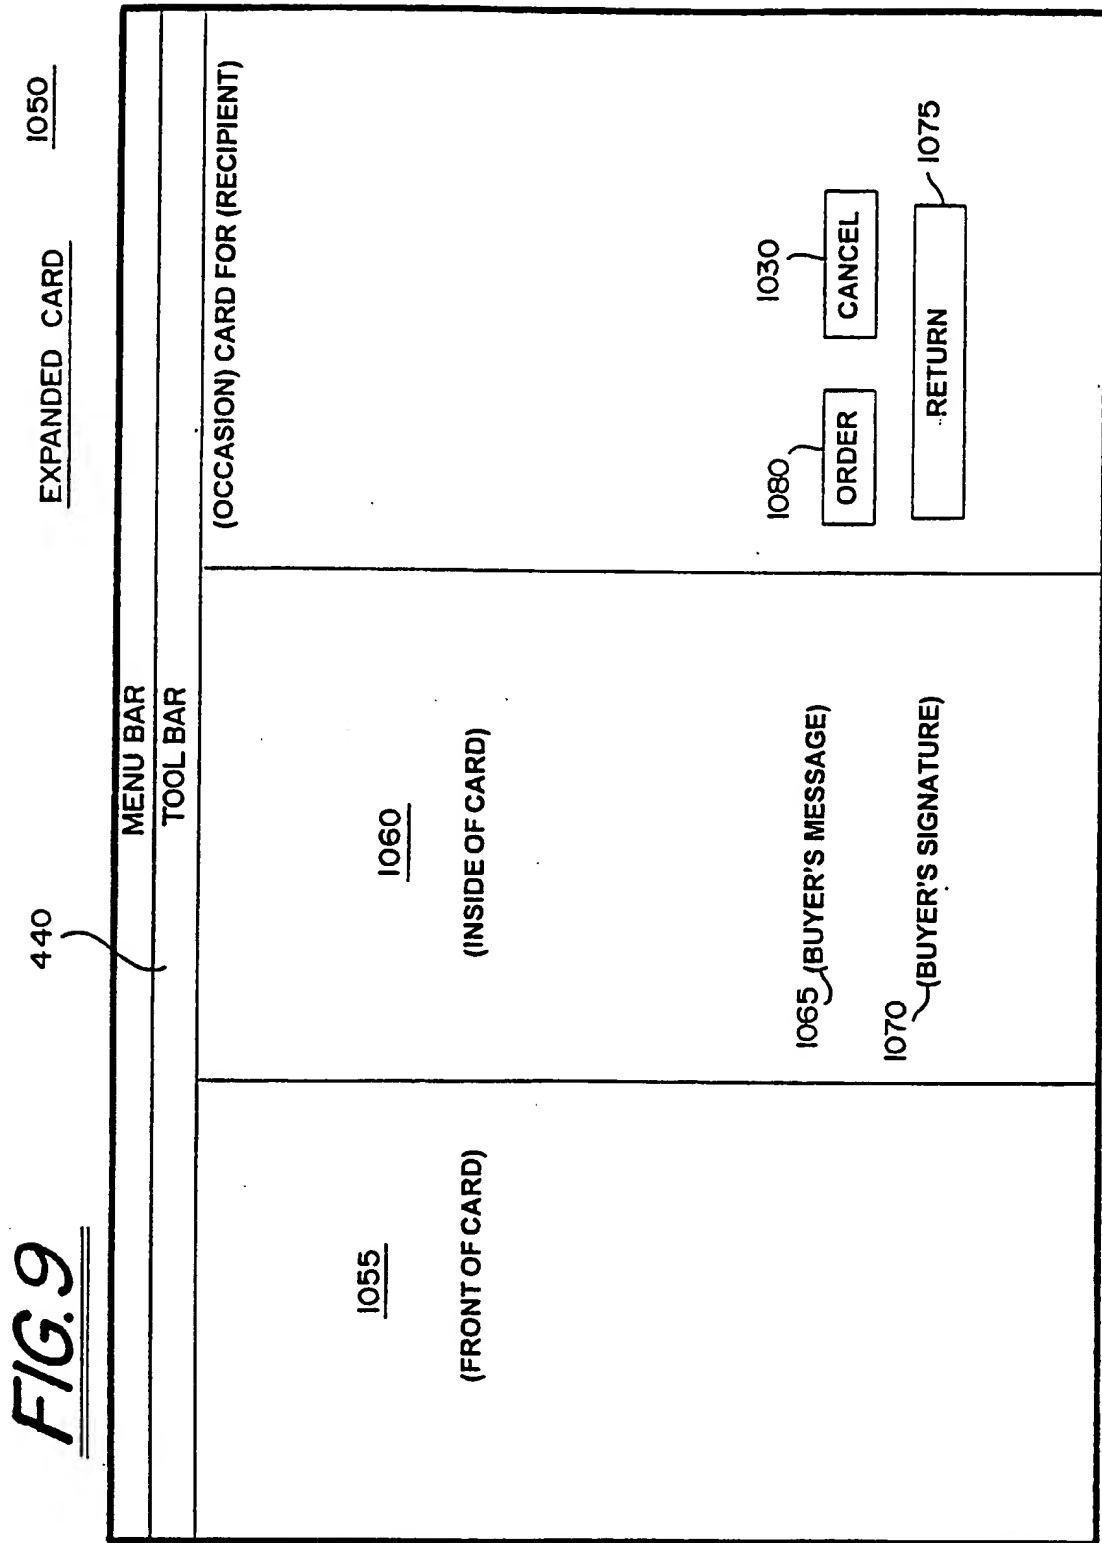 FIG. 9
EXPANDED CARD
1050
440
MENU BAR
TOOL BAR
(OCCASION) CARD FOR (RECIPIENT)
1055
(FRONT OF CARD)
1060
(INSIDE OF CARD)
1065 (BUYER'S MESSAGE)
1070 (BUYER'S SIGNATURE)
1080
ORDER
1030
CANCEL
RETURN
1075